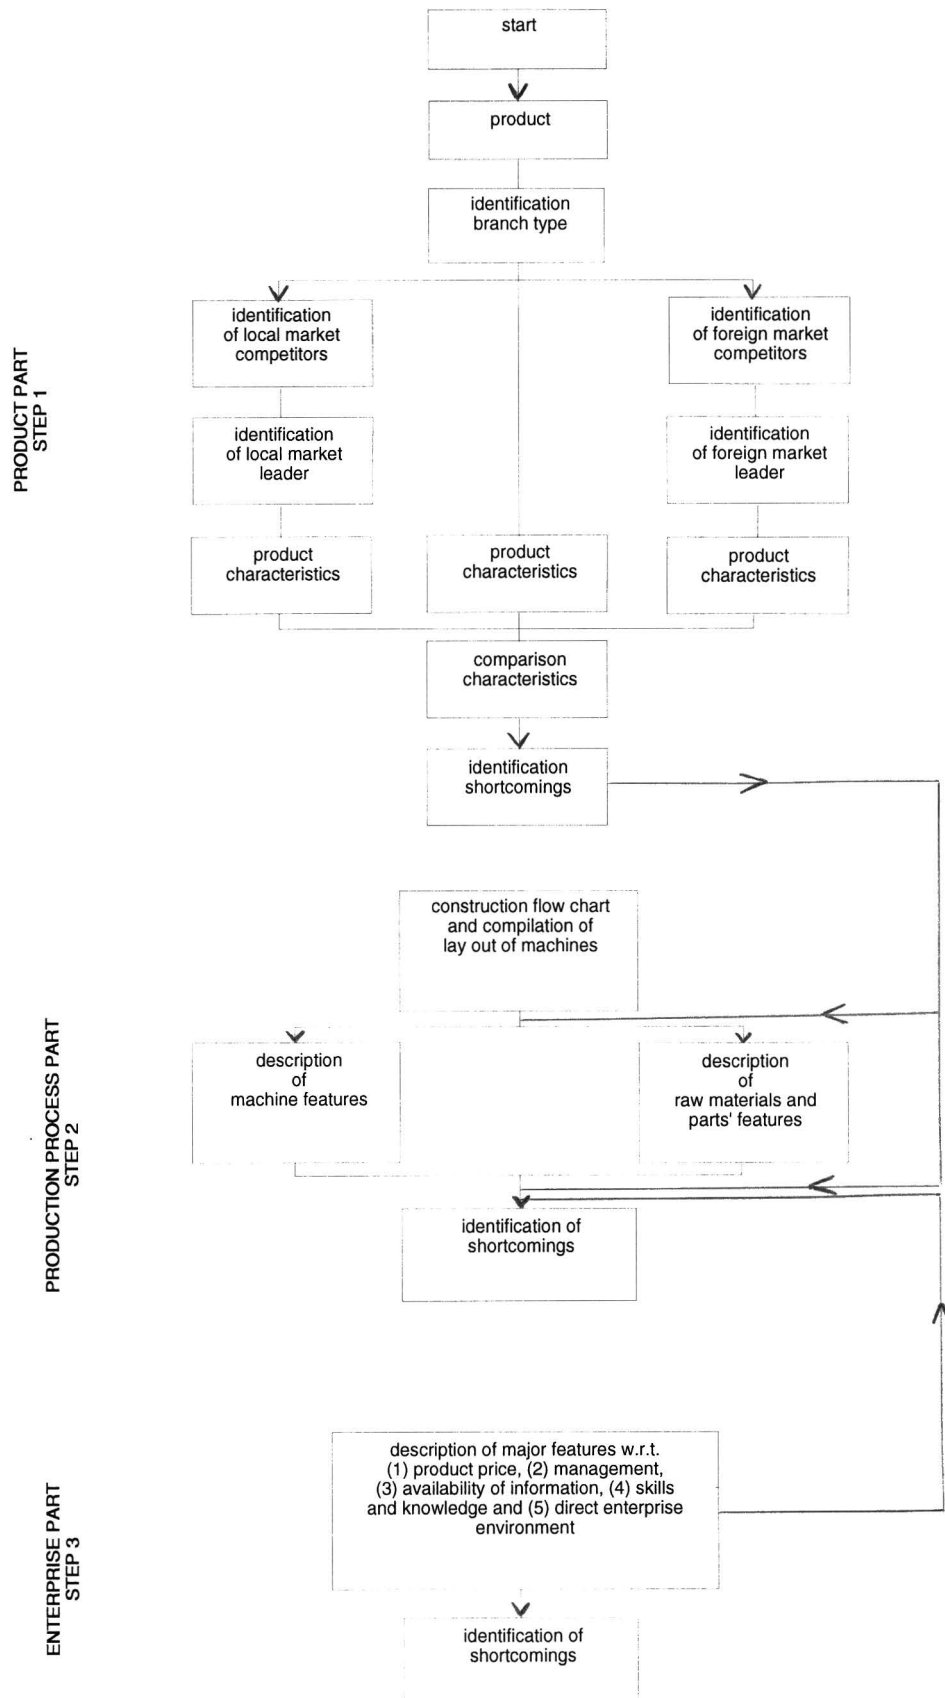 start
product
identification
branch type
PRODUCT PART
STEP 1
identification
of local market
competitors
identification
of foreign market
competitors
identification
of local market
leader
identification
of foreign market
leader
product
characteristics
product
characteristics
product
characteristics
comparison
characteristics
identification
shortcomings
PRODUCTION PROCESS PART
STEP 2
construction flow chart
and compilation of
lay out of machines
description
of
machine features
description
of
raw materials and
parts' features
identification of
shortcomings
ENTERPRISE PART
STEP 3
description of major features w.r.t.
(1) product price, (2) management,
(3) availability of information, (4) skills
and knowledge and (5) direct enterprise
environment
identification of
shortcomings